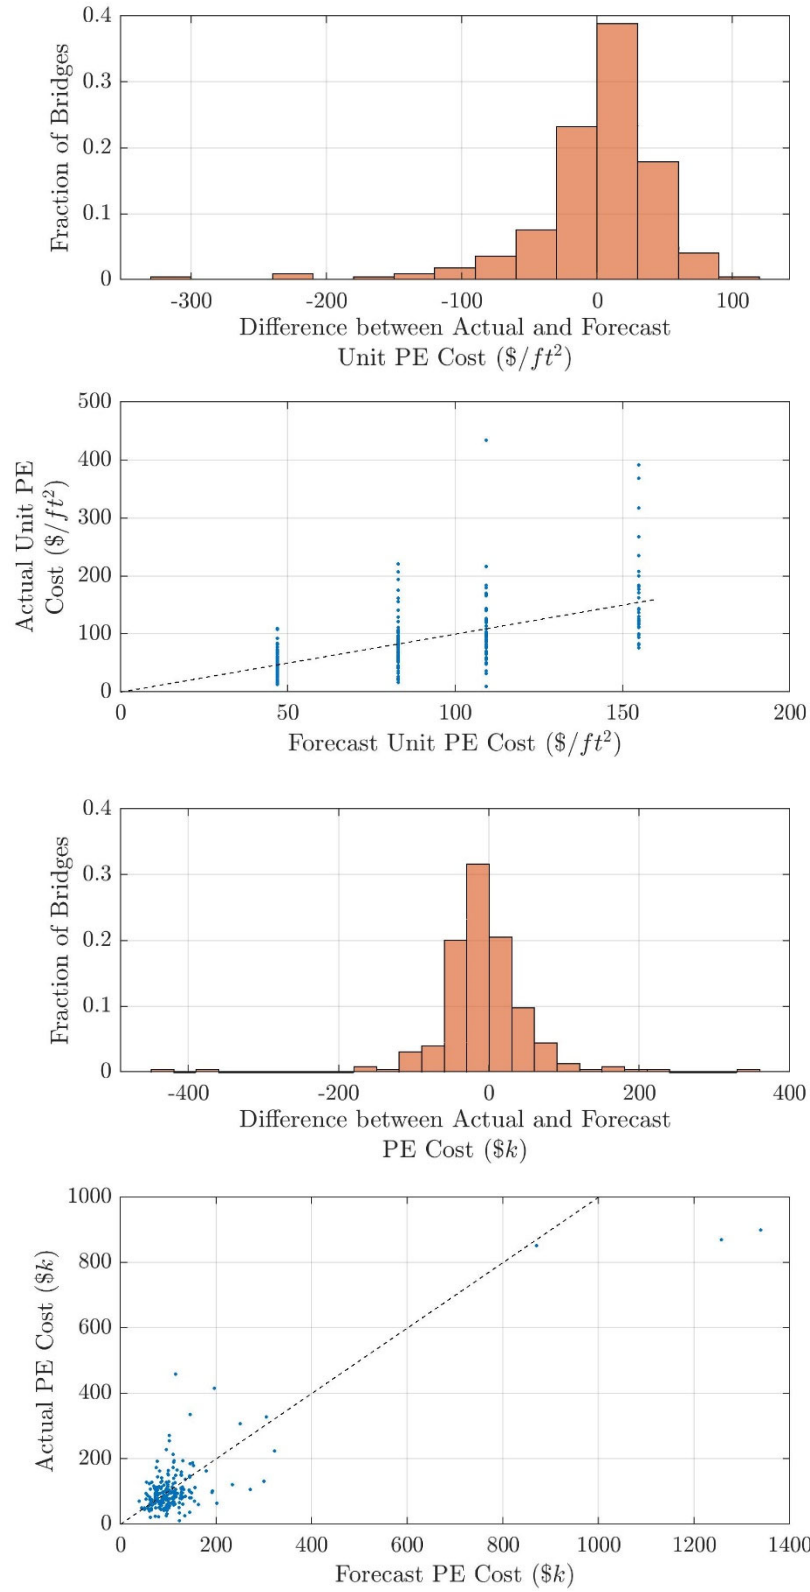 0.4
0.3
0.2
0.1
0
Fraction of Bridges
-300 -200 -100 0 100
Difference between Actual and Forecast
Unit PE Cost ($/ft²)
500
400
300
200
100
0
Actual Unit PE
Cost ($/ft²)
0 50 100 150 200
Forecast Unit PE Cost ($/ft²)
0.4
0.3
0.2
0.1
0
Fraction of Bridges
-400 -200 0 200 400
Difference between Actual and Forecast
PE Cost ($k)
1000
800
600
400
200
0
Actual PE Cost ($k)
0 200 400 600 800 1000 1200 1400
Forecast PE Cost ($k)